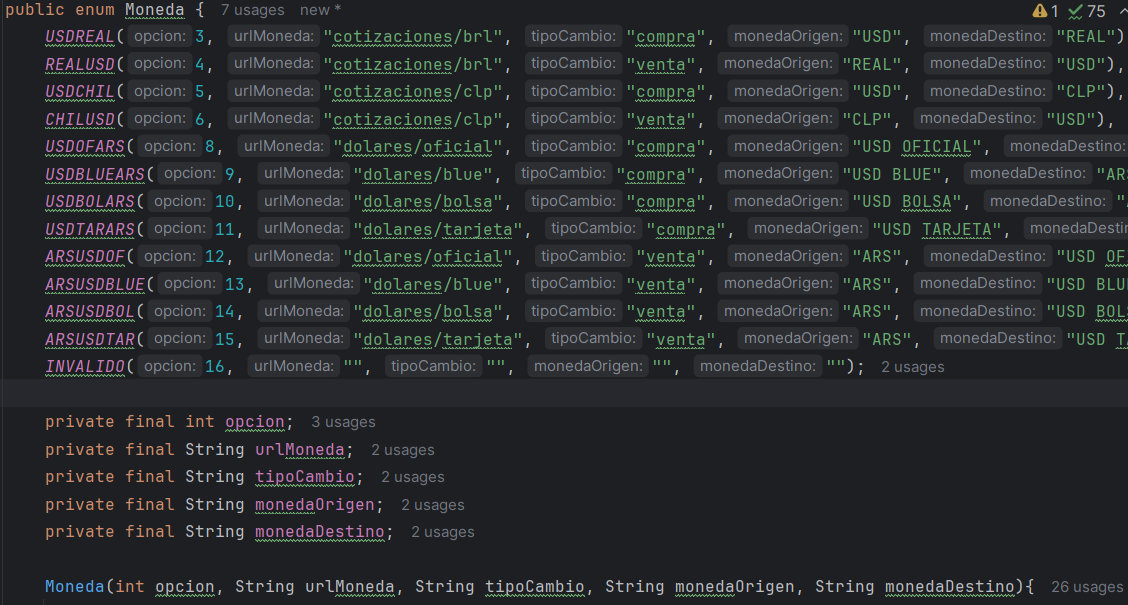 public enum Moneda { 7 usages new * 1 75
USDREAL( opcion: 3, urlMoneda: "cotizaciones/brl", tipoCambio: "compra", monedaOrigen: "USD", monedaDestino: "REAL")
REALUSD( opcion: 4, urlMoneda: "cotizaciones/brl", tipoCambio: "venta", monedaOrigen: "REAL", monedaDestino: "USD"),
USDCHIL( opcion: 5, urlMoneda: "cotizaciones/clp", tipoCambio: "compra", monedaOrigen: "USD", monedaDestino: "CLP"),
CHILUSD( opcion: 6, urlMoneda: "cotizaciones/clp", tipoCambio: "venta", monedaOrigen: "CLP", monedaDestino: "USD"),
USDOFARS( opcion: 8, urlMoneda: "dolares/oficial", tipoCambio: "compra", monedaOrigen: "USD OFICIAL", monedaDestino:
USDBLUEARS( opcion: 9, urlMoneda: "dolares/blue", tipoCambio: "compra", monedaOrigen: "USD BLUE", monedaDestino: "ARS
USDBOLARS( opcion: 10, urlMoneda: "dolares/bolsa", tipoCambio: "compra", monedaOrigen: "USD BOLSA", monedaDestino: "
USDTARARS( opcion: 11, urlMoneda: "dolares/tarjeta", tipoCambio: "compra", monedaOrigen: "USD TARJETA", monedaDestin
ARSUSDOF( opcion: 12, urlMoneda: "dolares/oficial", tipoCambio: "venta", monedaOrigen: "ARS", monedaDestino: "USD OF
ARSUSDBLUE( opcion: 13, urlMoneda: "dolares/blue", tipoCambio: "venta", monedaOrigen: "ARS", monedaDestino: "USD BLU
ARSUSDBOL( opcion: 14, urlMoneda: "dolares/bolsa", tipoCambio: "venta", monedaOrigen: "ARS", monedaDestino: "USD BOLS
ARSUSDTAR( opcion: 15, urlMoneda: "dolares/tarjeta", tipoCambio: "venta", monedaOrigen: "ARS", monedaDestino: "USD TA
INVALIDO( opcion: 16, urlMoneda: "", tipoCambio: "", monedaOrigen: "", monedaDestino: ""); 2 usages
private final int opcion; 3 usages
private final String urlMoneda; 2 usages
private final String tipoCambio; 2 usages
private final String monedaOrigen; 2 usages
private final String monedaDestino; 2 usages
Moneda(int opcion, String urlMoneda, String tipoCambio, String monedaOrigen, String monedaDestino){ 26 usages